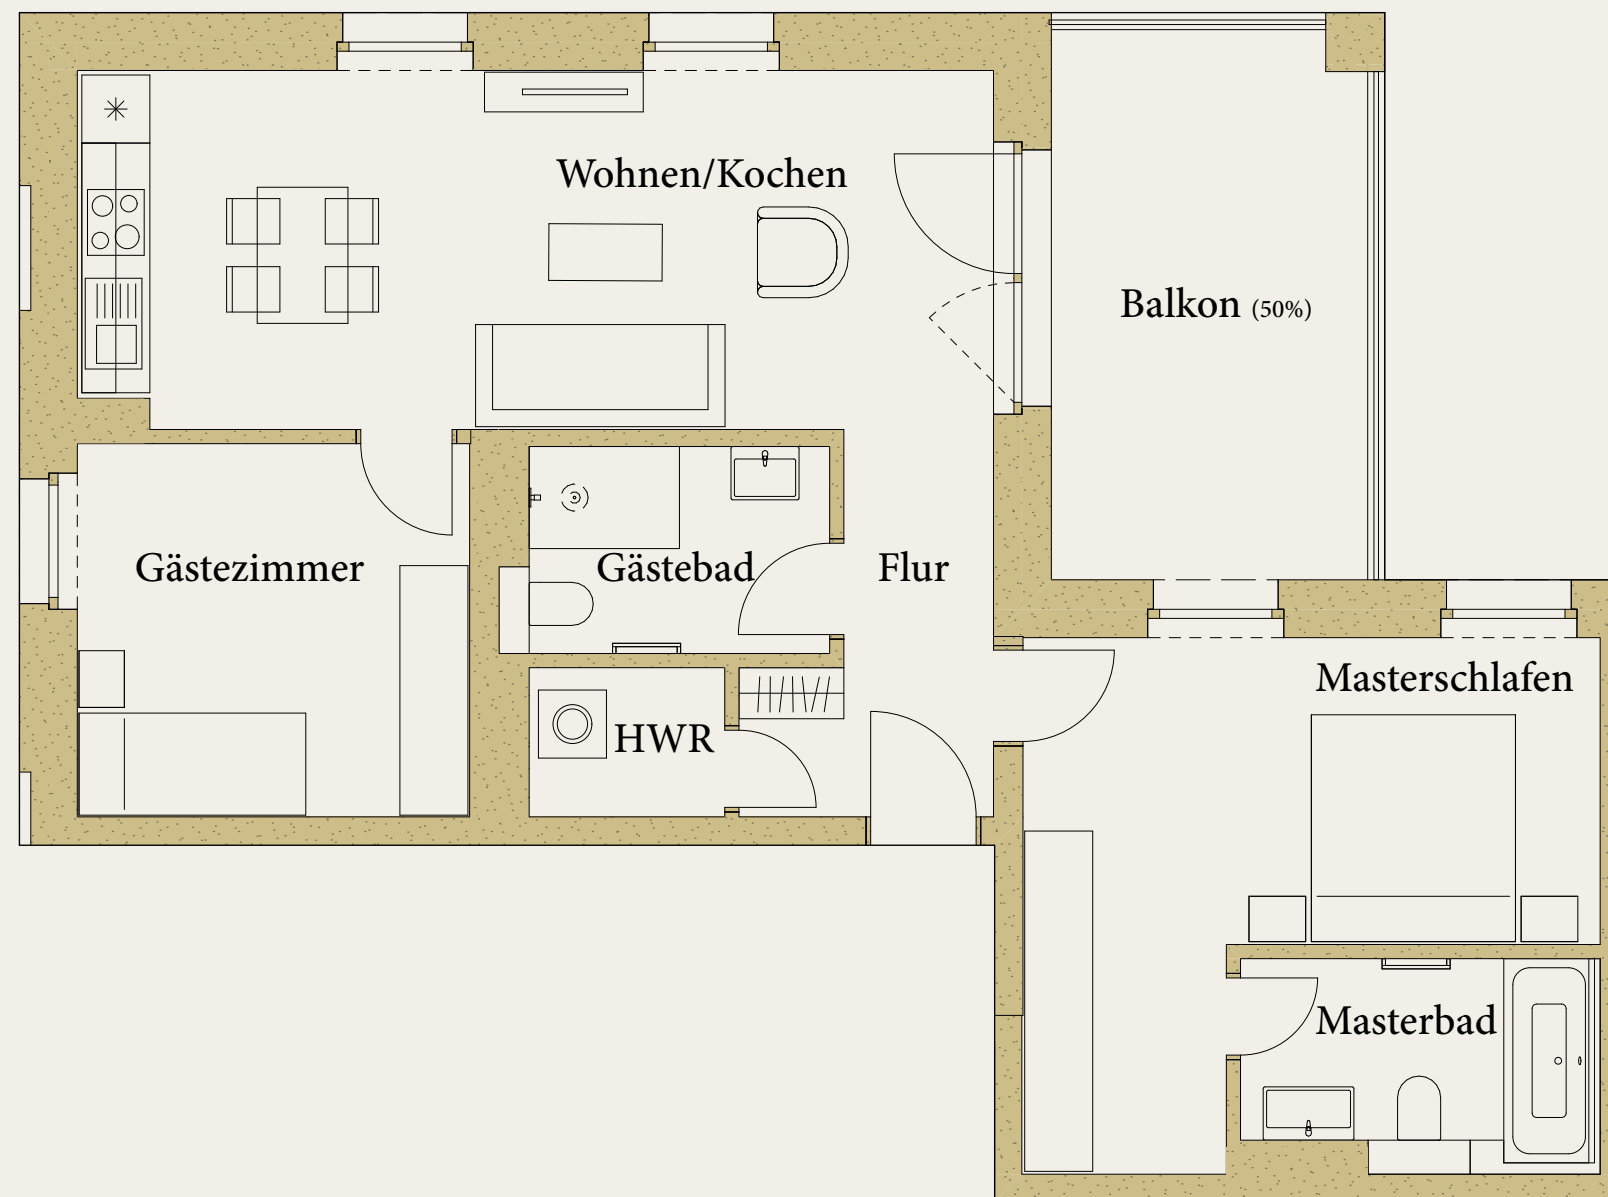 Wohnen/Kochen
Balkon (50%)
Gästezimmer
Gästebad
Flur
Masterschlafen
HWR
Masterbad